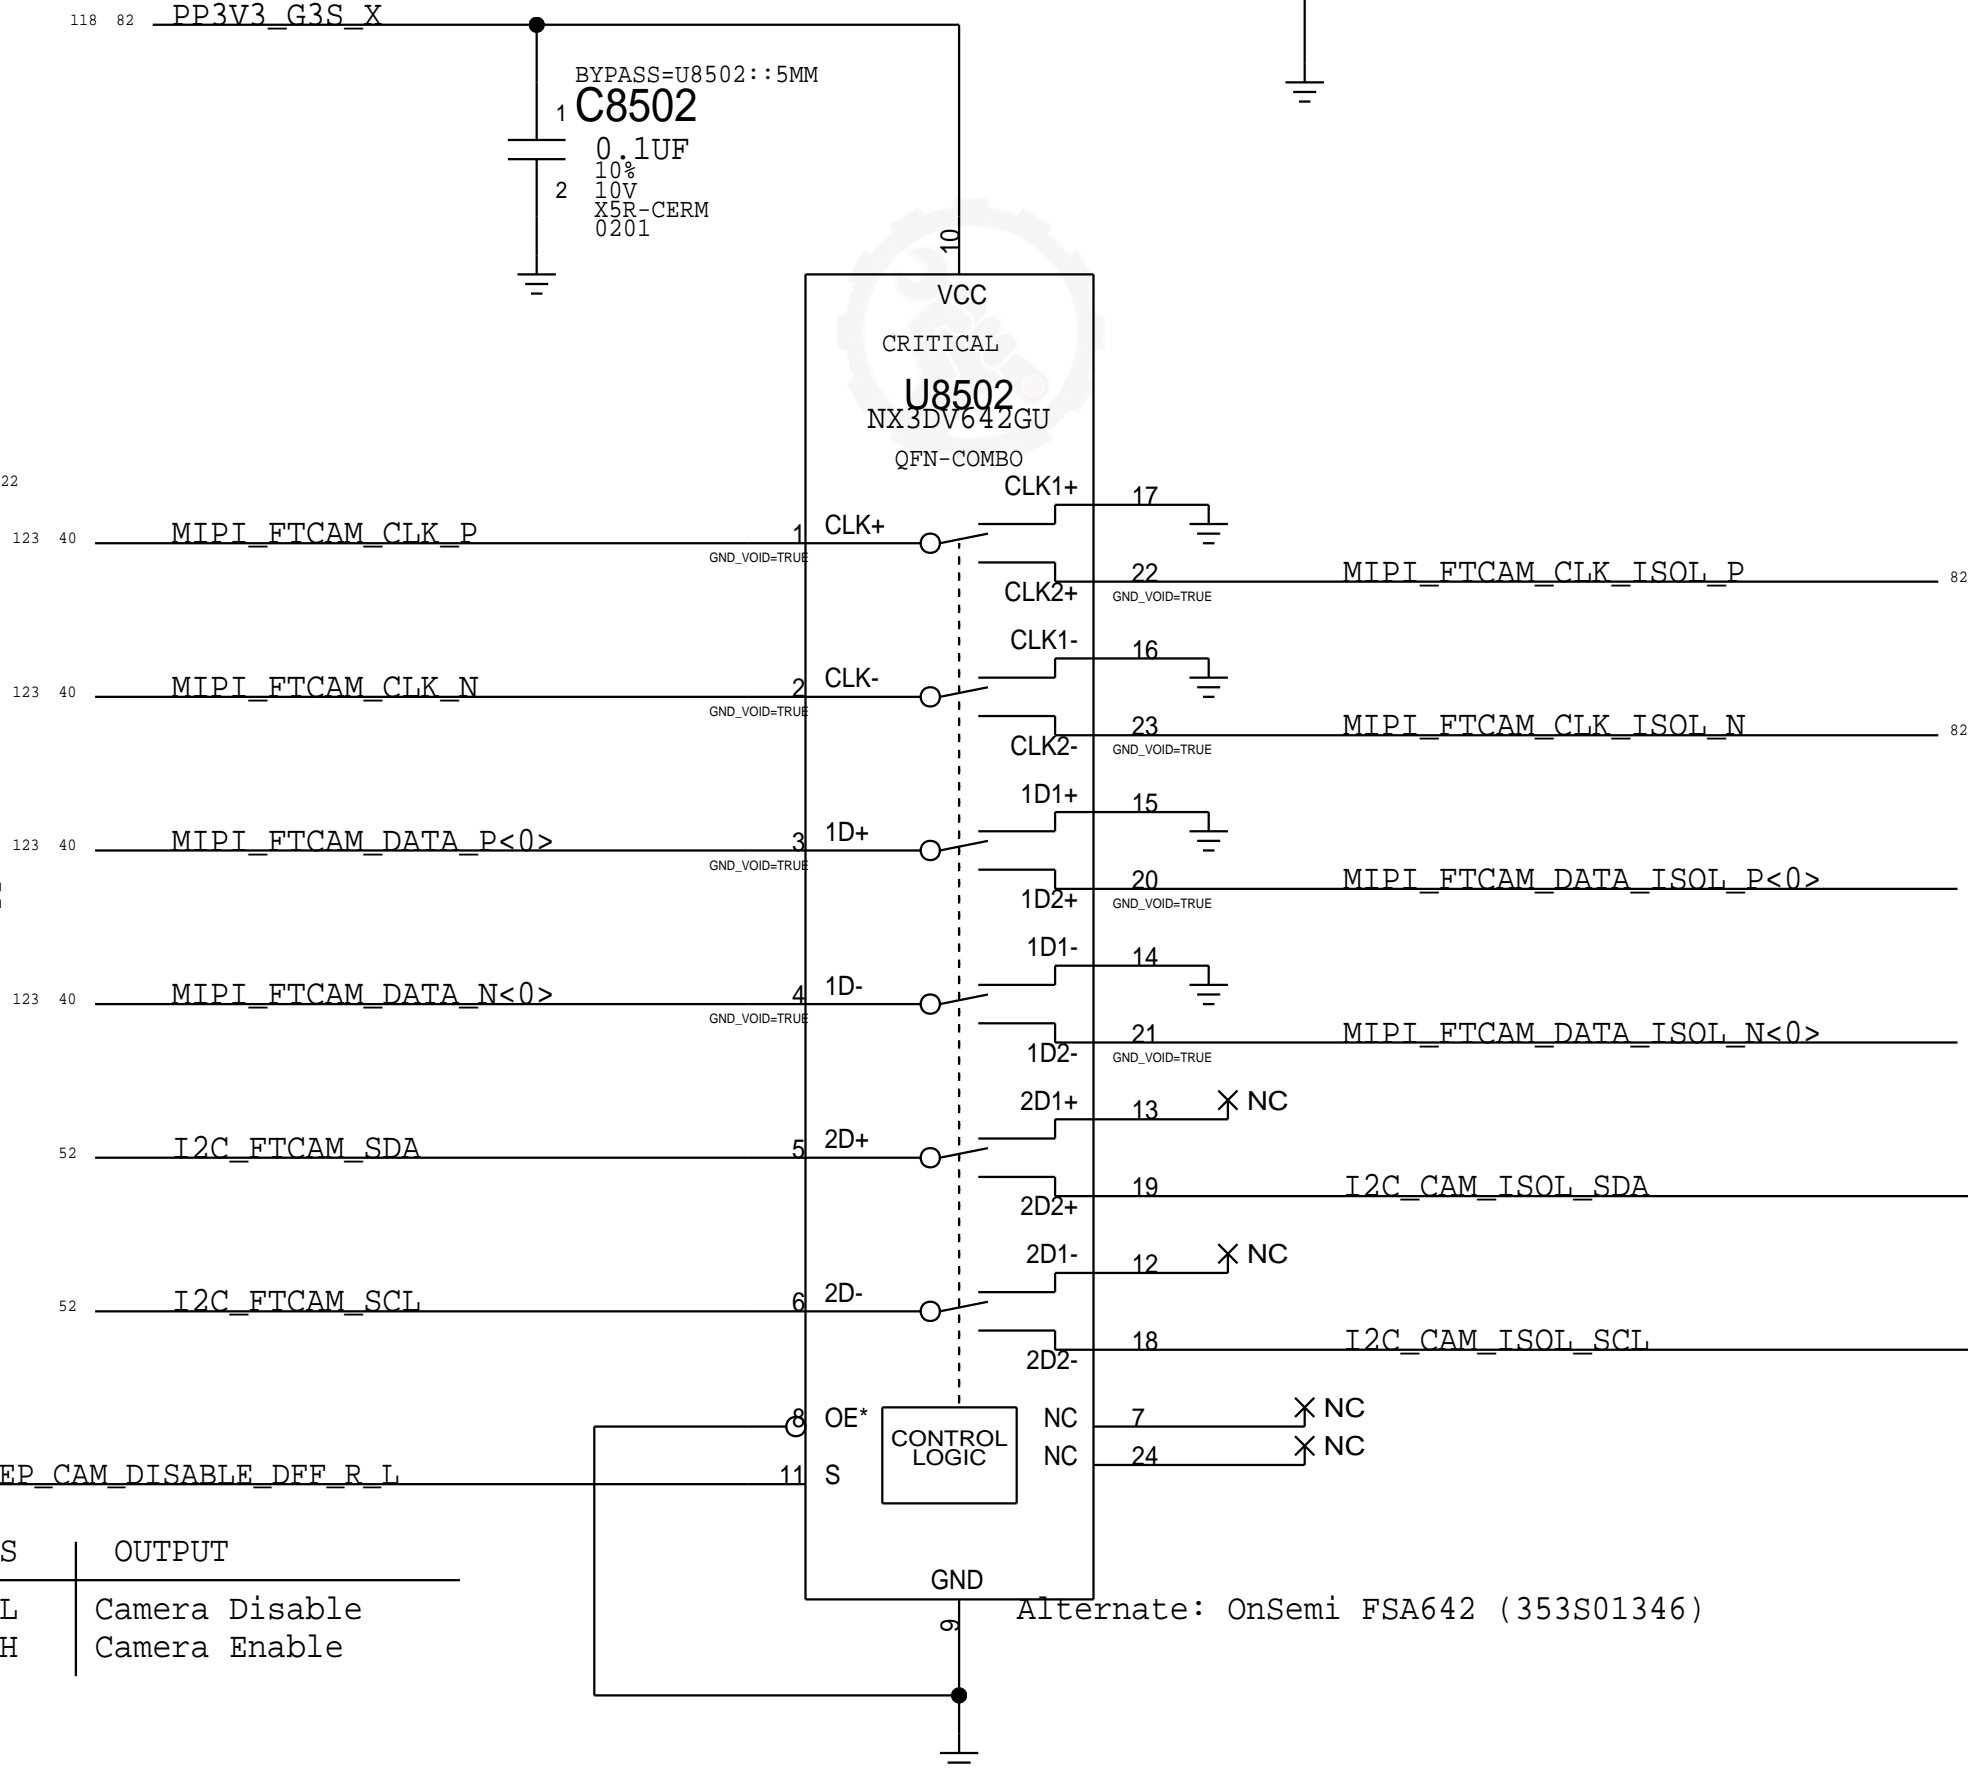 118 82 PP3V3_G3S_X
BYPASS=U8502::5MM
1 C8502
0.1UF
10%
2 10V
X5R-CERM
0201
10
VCC
CRITICAL
U8502
NX3DV642GU
QFN-COMBO
22
CLK1+ 17
123 40 MIPI_FTCAM_CLK_P 1 CLK+
GND_VOID=TRUE
22 MIPI_FTCAM_CLK_ISOL_P 82
CLK2+ GND_VOID=TRUE
CLK1- 16
123 40 MIPI_FTCAM_CLK_N 2 CLK-
GND_VOID=TRUE
23 MIPI_FTCAM_CLK_ISOL_N 82
CLK2- GND_VOID=TRUE
1D1+ 15
123 40 MIPI_FTCAM_DATA_P<0> 3 1D+
GND_VOID=TRUE
20 MIPI_FTCAM_DATA_ISOL_P<0>
1D2+ GND_VOID=TRUE
1D1- 14
123 40 MIPI_FTCAM_DATA_N<0> 4 1D-
GND_VOID=TRUE
21 MIPI_FTCAM_DATA_ISOL_N<0>
1D2- GND_VOID=TRUE
2D1+ 13 NC
52 I2C_FTCAM_SDA 5 2D+
19 I2C_CAM_ISOL_SDA
2D2+
2D1- 12 NC
52 I2C_FTCAM_SCL 6 2D-
18 I2C_CAM_ISOL_SCL
2D2-
8 OE* NC 7 NC
CONTROL
LOGIC
NC 24 NC
EP_CAM_DISABLE_DFF_R_L 11 S
S OUTPUT
GND
L Camera Disable
H Camera Enable
Alternate: OnSemi FSA642 (353S01346)
9